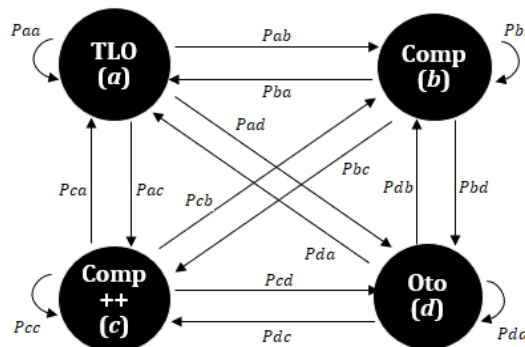 Paa
TLO
(a)
Pab
Comp
(b)
Pb
Pba
Pad
Pbc
Pca
Pac
Pcb
Pdb
Pbd
Pda
Comp
++
(c)
Pcd
Oto
(d)
Pcc
Pdc
Pdd